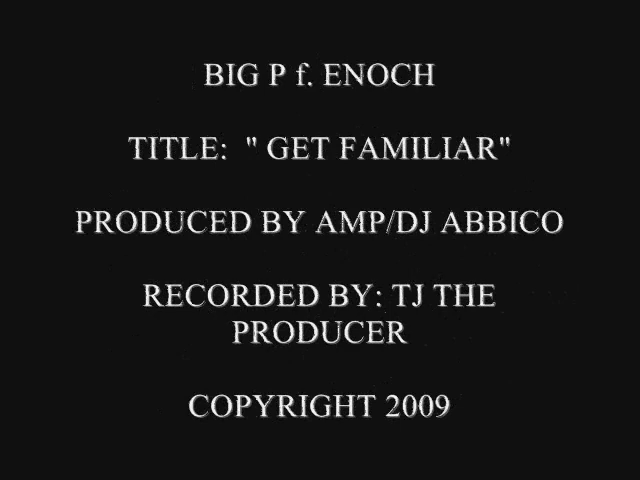 BIG P f. ENOCH
TITLE:  " GET FAMILIAR"
PRODUCED BY AMP/DJ ABBICO
RECORDED BY: TJ THE
PRODUCER
COPYRIGHT 2009